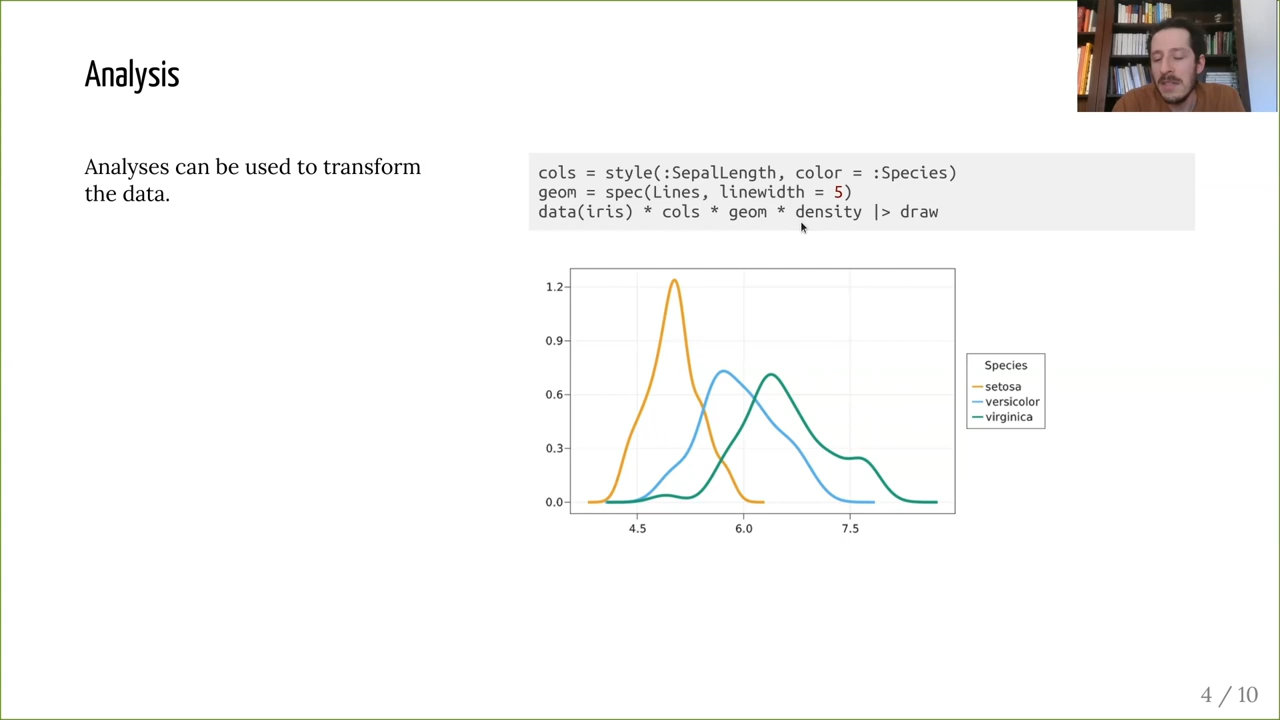 Analysis
Analyses can be used to transform
the data.
cols = style(:SepalLength, color = :Species)
geom = spec(Lines, linewidth = 5)
data(iris) * cols * geom * density |> draw
1.2
0.9
0.6
0.3
0.0
4.5 6.0 7.5
Species
setosa
versicolor
virginica
4 / 10